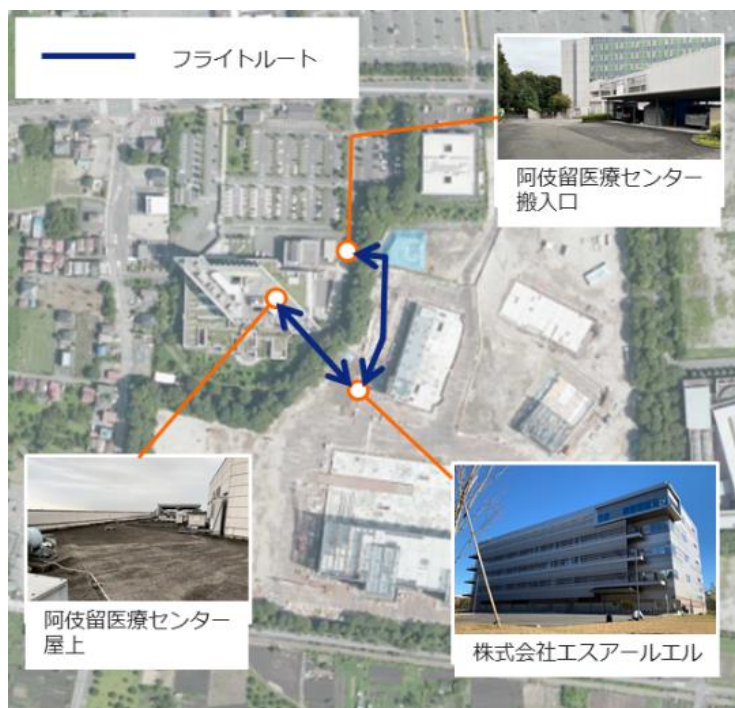 フライトルート
阿伎留医療センター
搬入口
阿伎留医療センター
屋上
株式会社エスアールエル